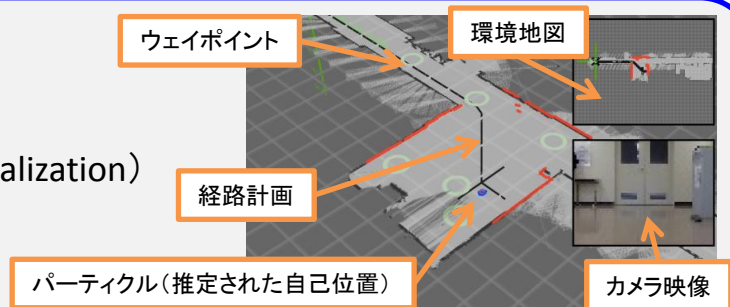 ウェイポイント
環境地図
alization）
経路計画
パーティクル（推定された自己位置）
カメラ映像